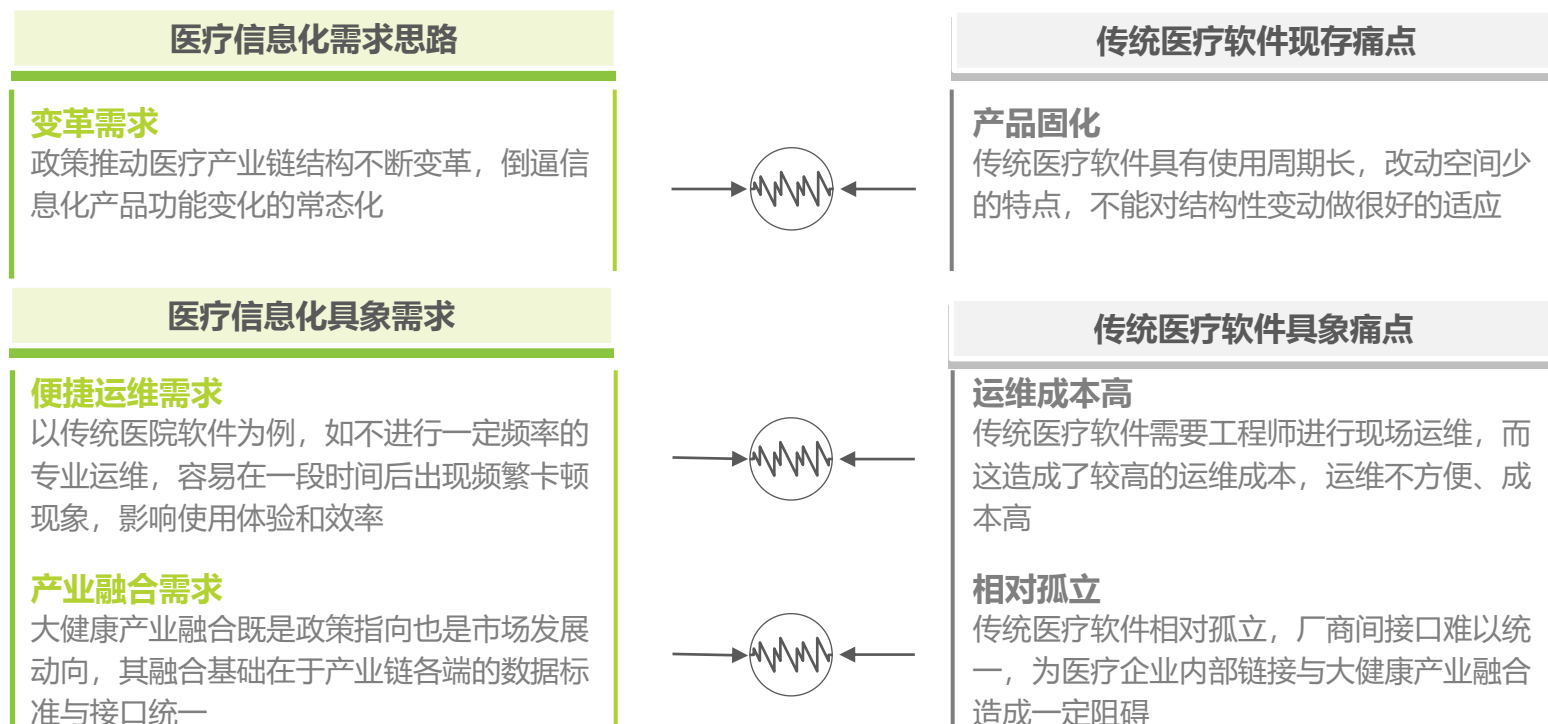 医疗信息化需求思路
变革需求
政策推动医疗产业链结构不断变革，倒逼信
息化产品功能变化的常态化
传统医疗软件现存痛点
产品固化
传统医疗软件具有使用周期长，改动空间少
的特点，不能对结构性变动做很好的适应
医疗信息化具象需求
便捷运维需求
以传统医院软件为例，如不进行一定频率的
专业运维，容易在一段时间后出现频繁卡顿
现象，影响使用体验和效率
产业融合需求
大健康产业融合既是政策指向也是市场发展
动向，其融合基础在于产业链各端的数据标
准与接口统一
传统医疗软件具象痛点
运维成本高
传统医疗软件需要工程师进行现场运维，而
这造成了较高的运维成本，运维不方便、成
本高
相对孤立
传统医疗软件相对孤立，厂商间接口难以统
一，为医疗企业内部链接与大健康产业融合
造成一定阻碍